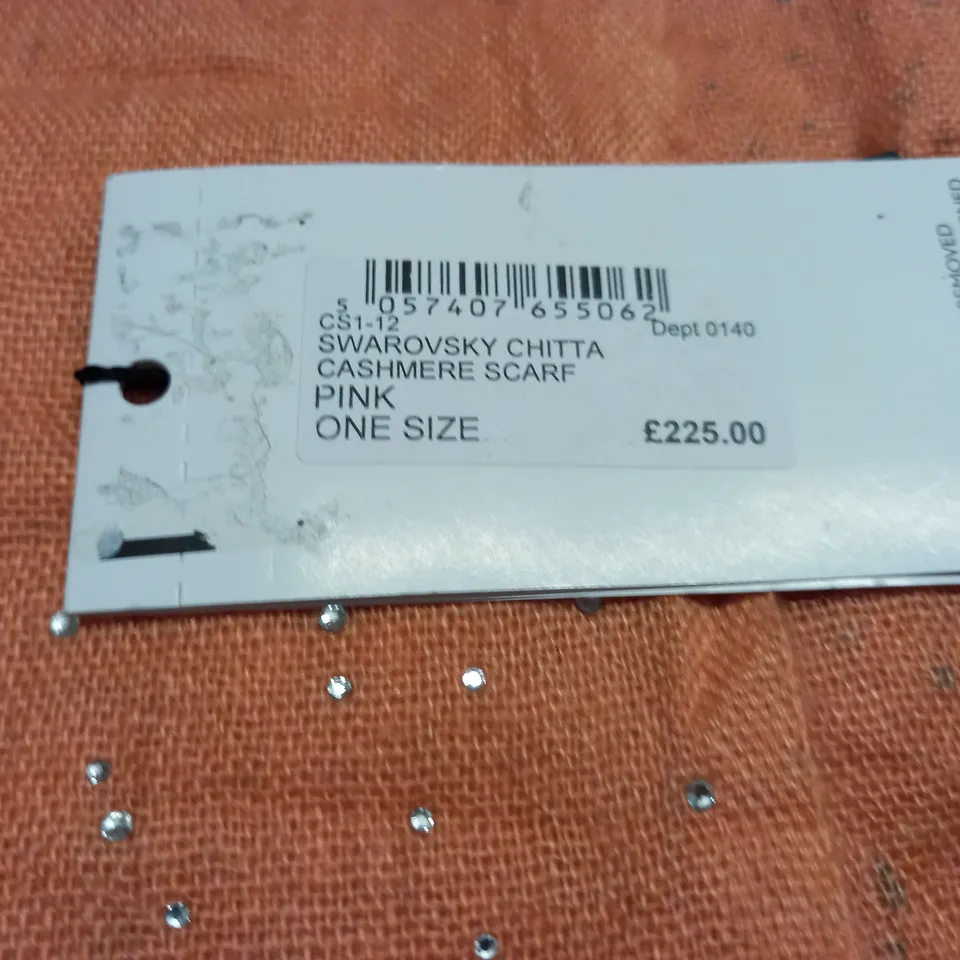 5 057407 655062
CS1-12 Dept 0140
SWAROVSKY CHITTA
CASHMERE SCARF
PINK
ONE SIZE £225.00